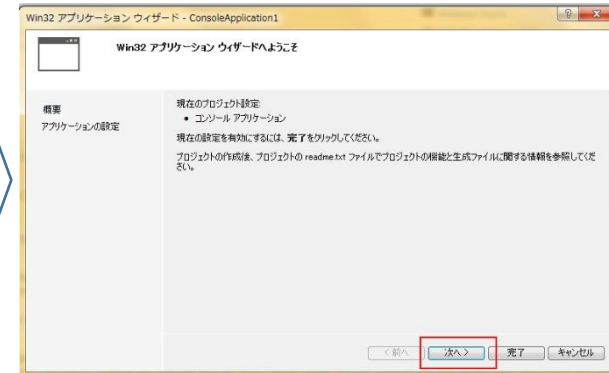 Win32 アプリケーション ウィザード - ConsoleApplication1
Win32 アプリケーション ウィザードへようこそ
概要
アプリケーションの設定
現在のプロジェクト設定:
• コンソール アプリケーション
現在の設定を有効にするには、完了をクリックしてください。
プロジェクトの作成後、プロジェクトの readme.txt ファイルでプロジェクトの機能と生成ファイルに関する情報を参照してくだ
さい。
< 前へ
次へ >
完了
キャンセル